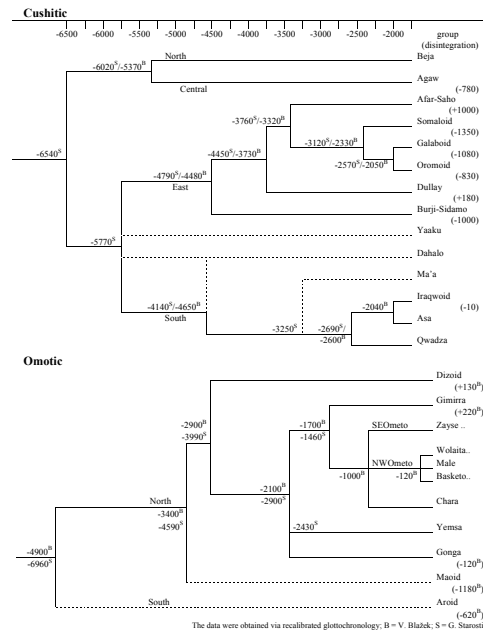 Cushitic
-6500 -6000 -5500 -5000 -4500 -4000 -3500 -3000 -2500 -2000 group
(disintegration)
North Beja
-6020S/-5370B
Agaw
Central (-780)
Afar-Saho
(+1000)
-3760S/-3320B Somaloid
(-1350)
-3120S/-2330B Galaboid
(-1080)
-6540S -4450S/-3730B -2570S/-2050B Oromoid
(-830)
-4790S/-4480B Dullay
East (+180)
Burji-Sidamo
(-1000)
Yaaku
-5770S
Dahalo
Ma'a
Iraqwoid
-4140S/-4650B -2040B (-10)
South -3250S -2690S/ Asa
-2600B Qwadza
Omotic
Dizoid
(+130B)
Gimirra
(+220B)
-2900B -1700B SEOmeto Zayse ..
-3990S -1460S
Wolaita..
NWOmeto Male
-1000B -120B Basketo..
-2100B
North -2900S Chara
-3400B
-4590S -2430S Yemsa
-4900B Gonga
-6960S (-120B)
Maoid
(-1180B)
South Aroid
(-620B)
The data were obtained via recalibrated glottochronology; B = V. Blažek; S = G. Starosti